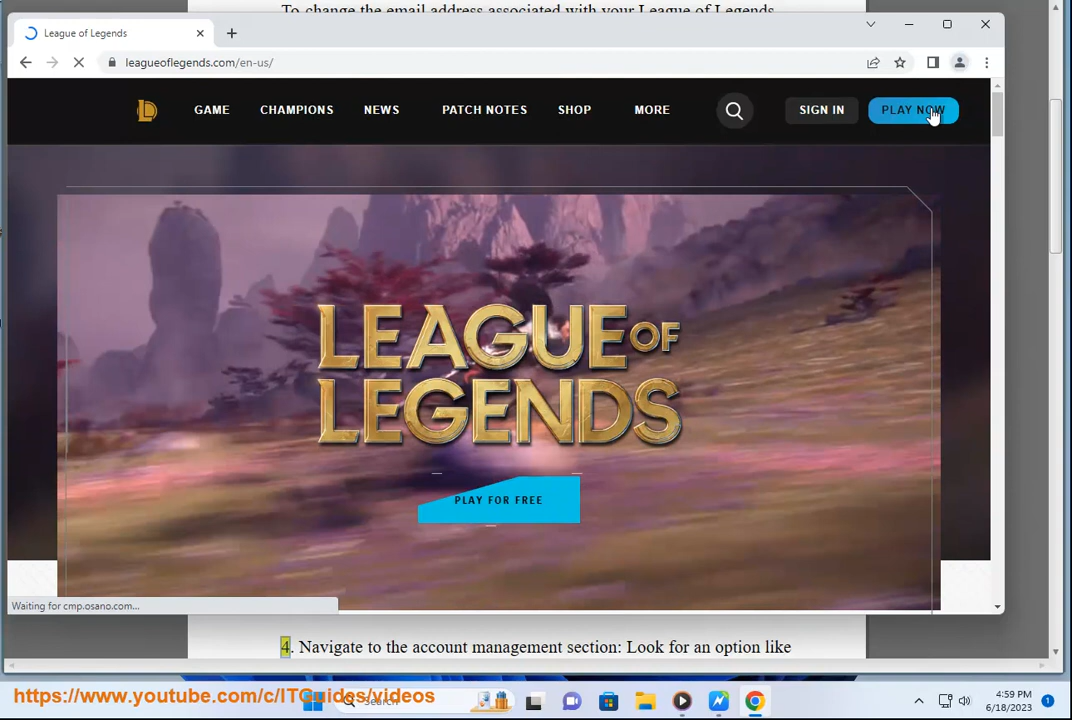 To change the email address associated with your League of Legends
League of Legends
leagueoflegends.com/en-us/
GAME CHAMPIONS NEWS PATCH NOTES SHOP MORE SIGN IN PLAY NOW
LEAGUE OF
LEGENDS
PLAY FOR FREE
Waiting for cmp.osano.com...
4. Navigate to the account management section: Look for an option like
https://www.youtube.com/c/ITGuides/videos
Search
4:59 PM
6/18/2023
1